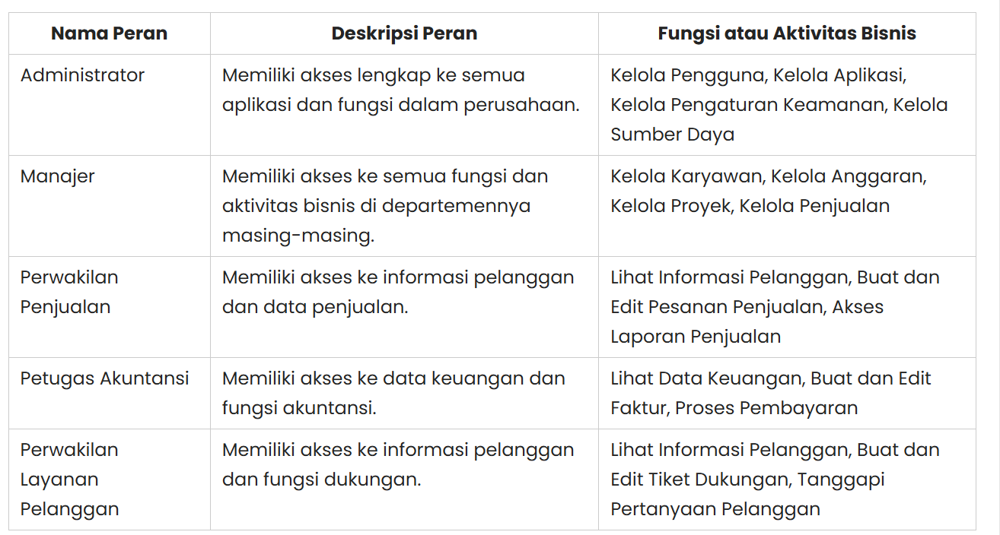 Nama Peran
Deskripsi Peran
Fungsi atau Aktivitas Bisnis
Administrator
Memiliki akses lengkap ke semua
aplikasi dan fungsi dalam perusahaan.
Kelola Pengguna, Kelola Aplikasi,
Kelola Pengaturan Keamanan, Kelola
Sumber Daya
Manajer
Memiliki akses ke semua fungsi dan
aktivitas bisnis di departemennya
masing-masing.
Kelola Karyawan, Kelola Anggaran,
Kelola Proyek, Kelola Penjualan
Perwakilan
Penjualan
Memiliki akses ke informasi pelanggan
dan data penjualan.
Lihat Informasi Pelanggan, Buat dan
Edit Pesanan Penjualan, Akses
Laporan Penjualan
Petugas Akuntansi
Memiliki akses ke data keuangan dan
fungsi akuntansi.
Lihat Data Keuangan, Buat dan Edit
Faktur, Proses Pembayaran
Perwakilan
Layanan
Pelanggan
Memiliki akses ke informasi pelanggan
dan fungsi dukungan.
Lihat Informasi Pelanggan, Buat dan
Edit Tiket Dukungan, Tanggapi
Pertanyaan Pelanggan